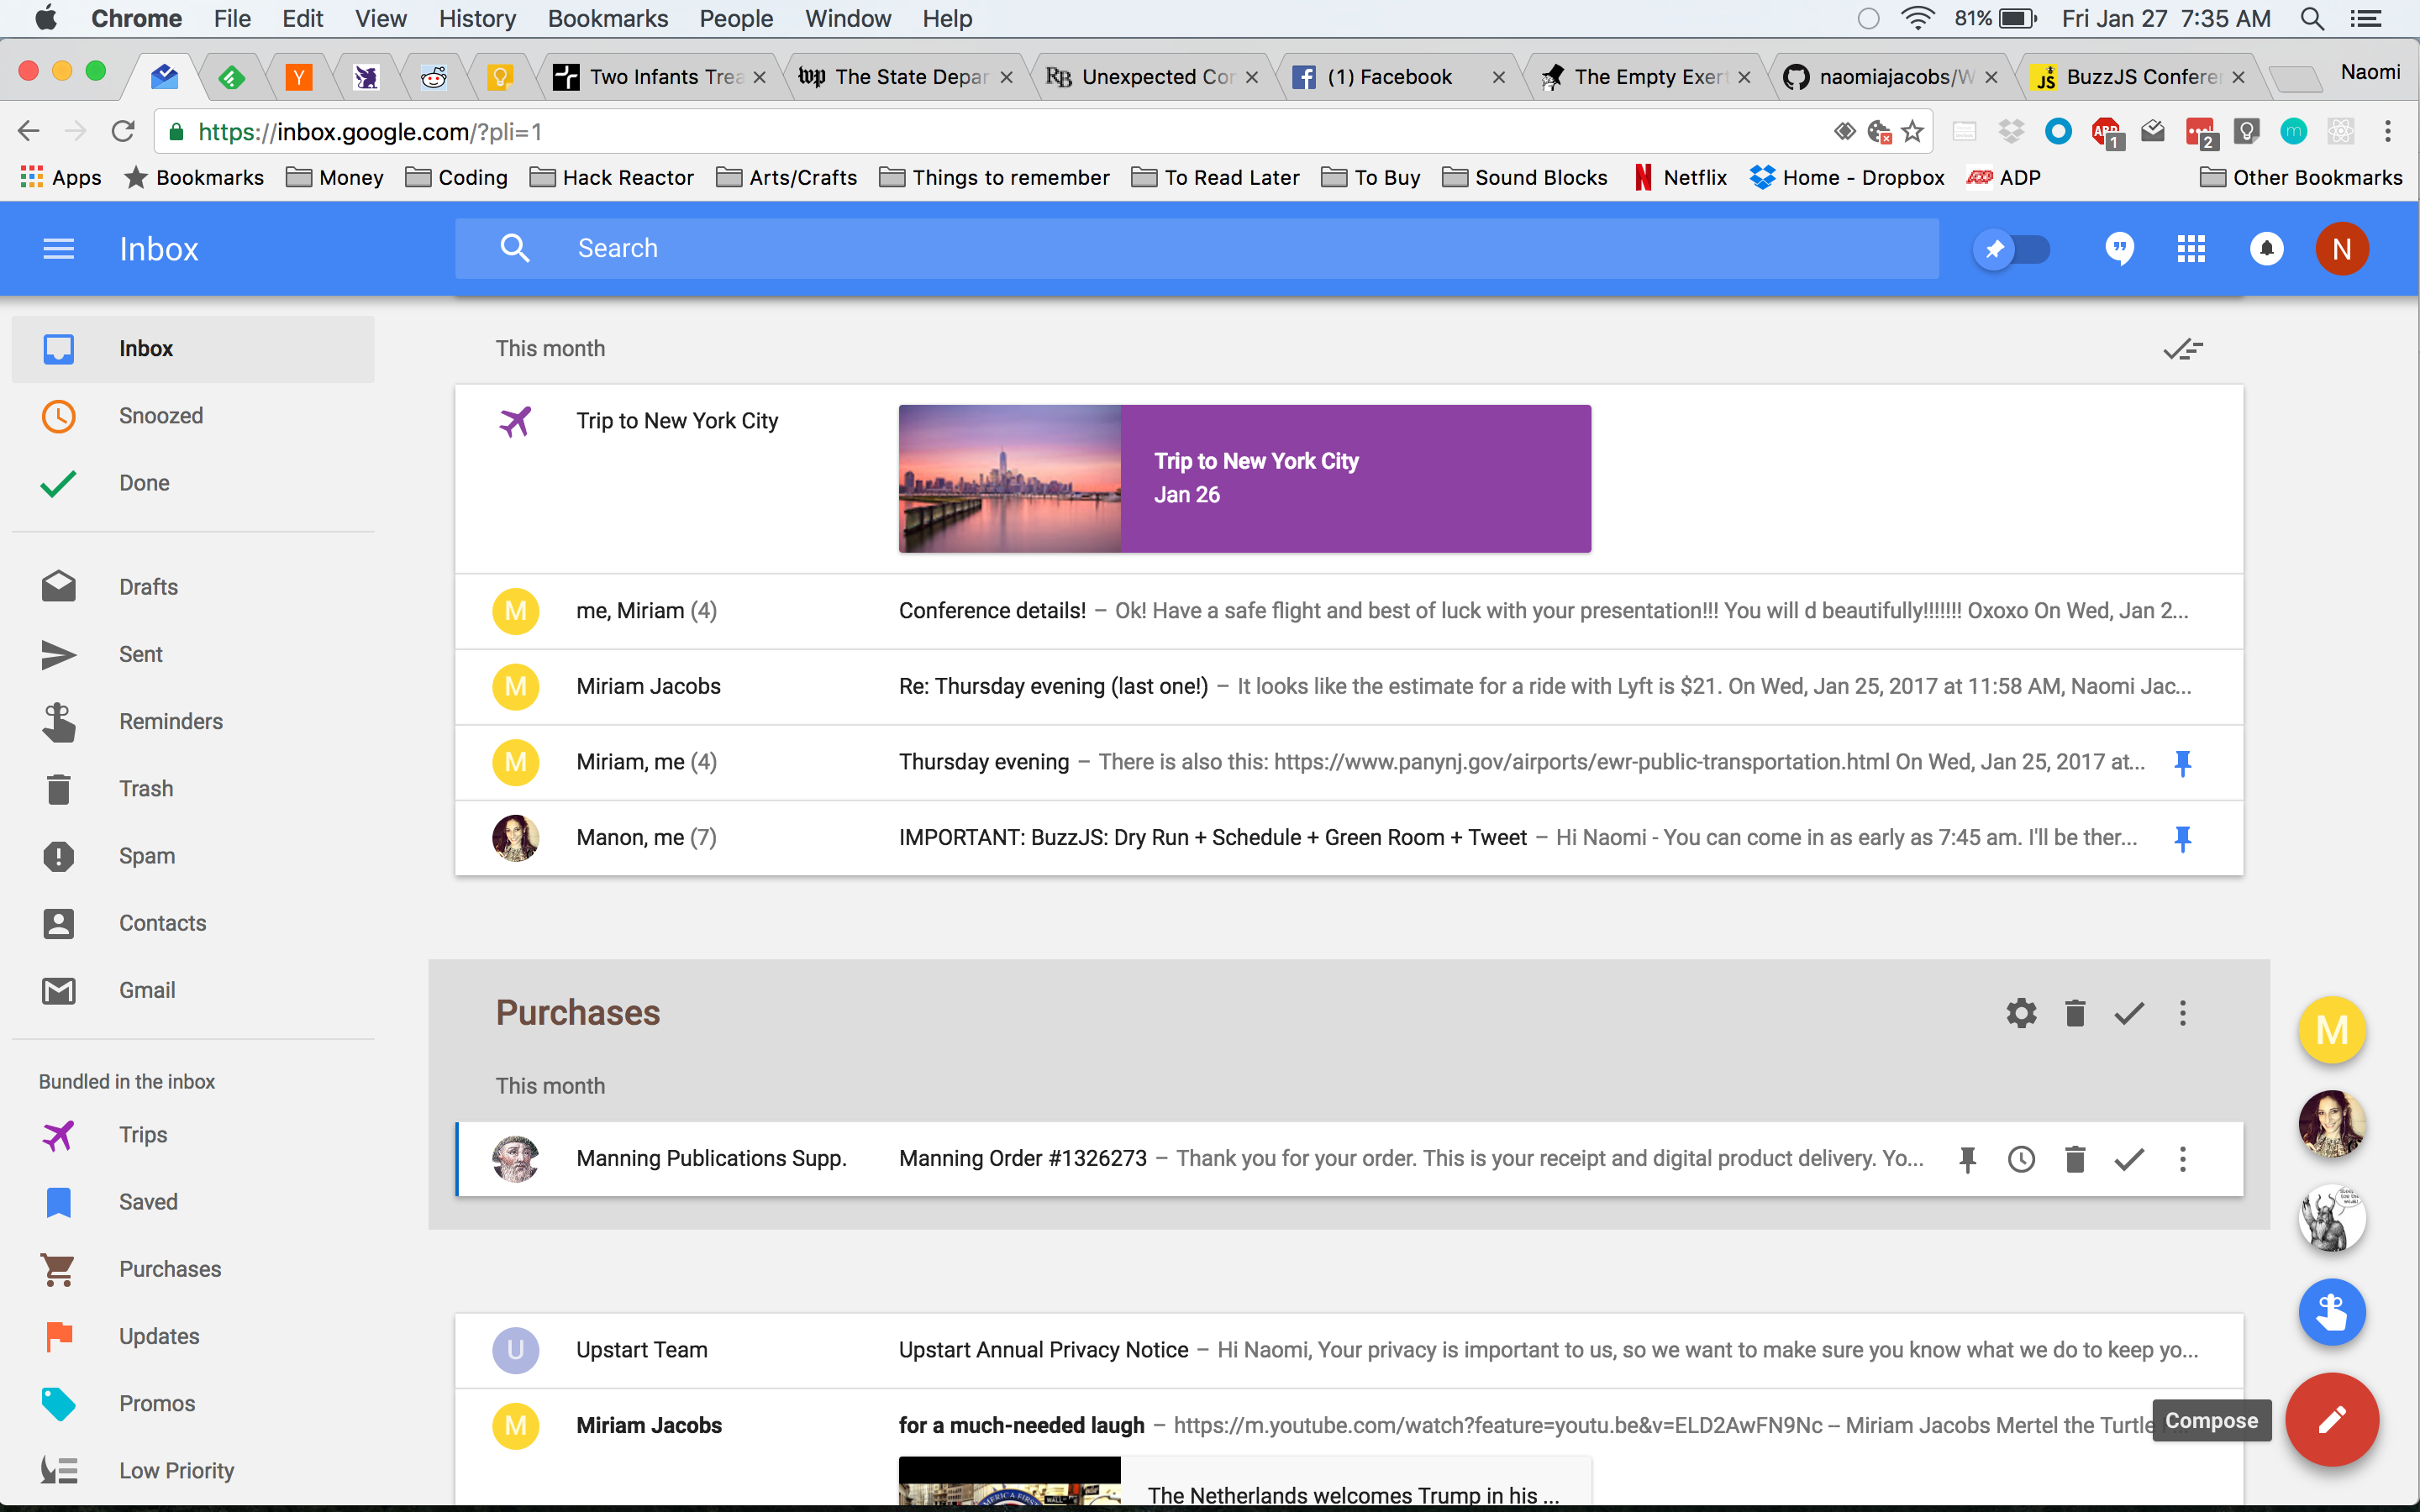 Chrome File Edit View History Bookmarks People Window Help 81% Fri Jan 27 7:35 AM
Two Infants Trea The State Depar Unexpected Cor (1) Facebook The Empty Exert naomiajacobs/W BuzzJS Conferer Naomi
https://inbox.google.com/?pli=1
Apps Bookmarks Money Coding Hack Reactor Arts/Crafts Things to remember To Read Later To Buy Sound Blocks Netflix Home - Dropbox ADP Other Bookmarks
Inbox Search N
Inbox
Snoozed
Done
Drafts
Sent
Reminders
Trash
Spam
Contacts
Gmail
Bundled in the inbox
Trips
Saved
Purchases
Updates
Promos
Low Priority
This month
Trip to New York City
Trip to New York City
Jan 26
M me, Miriam (4) Conference details! – Ok! Have a safe flight and best of luck with your presentation!!! You will d beautifully!!!!!!! Oxoxo On Wed, Jan 2...
M Miriam Jacobs Re: Thursday evening (last one!) – It looks like the estimate for a ride with Lyft is $21. On Wed, Jan 25, 2017 at 11:58 AM, Naomi Jac...
M Miriam, me (4) Thursday evening – There is also this: https://www.panynj.gov/airports/ewr-public-transportation.html On Wed, Jan 25, 2017 at...
Manon, me (7) IMPORTANT: BuzzJS: Dry Run + Schedule + Green Room + Tweet – Hi Naomi - You can come in as early as 7:45 am. I'll be ther...
Purchases
This month
Manning Publications Supp. Manning Order #1326273 – Thank you for your order. This is your receipt and digital product delivery. Yo...
U Upstart Team Upstart Annual Privacy Notice – Hi Naomi, Your privacy is important to us, so we want to make sure you know what we do to keep yo...
M Miriam Jacobs for a much-needed laugh – https://m.youtube.com/watch?feature=youtu.be&v=ELD2AwFN9Nc -- Miriam Jacobs Mertel the Turtle
The Netherlands welcomes Trump in his ...
M
Compose